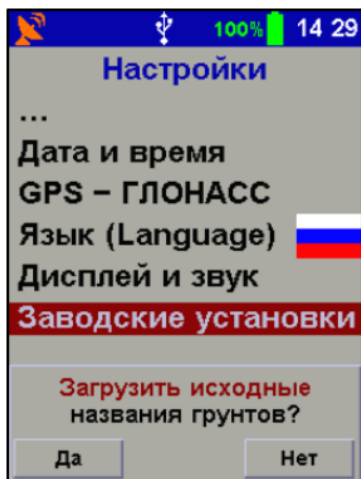 100% 14 29
Настройки
...
Дата и время
GPS – ГЛОНАСС
Язык (Language)
Дисплей и звук
Заводские установки
Загрузить исходные
названия грунтов?
Да Нет